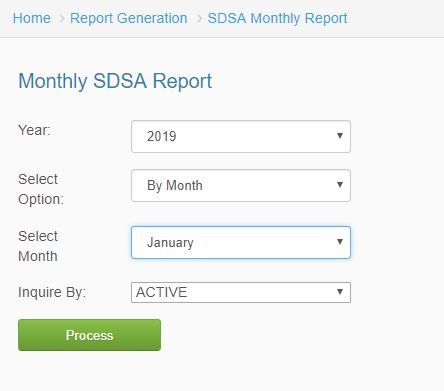 Home > Report Generation > SDSA Monthly Report
Monthly SDSA Report
Year: 2019
Select By Month
Option:
Select January
Month
Inquire By: ACTIVE
Process